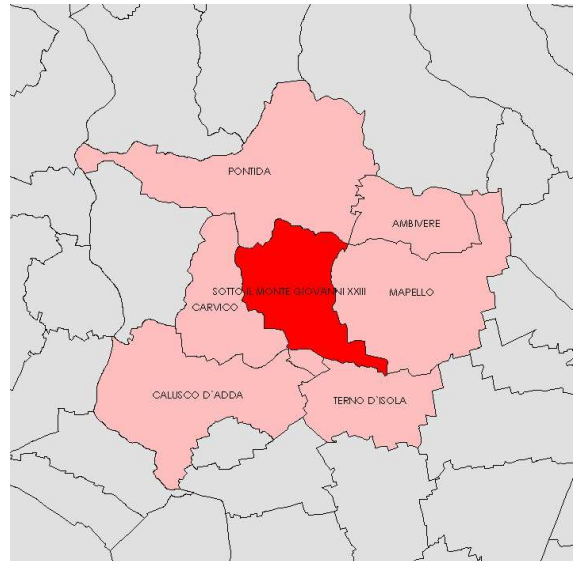 PONTIDA
AMBIVERE
SOTTO IL MONTE GIOVANNI XXIII
MAPELLO
CARVICO
CALUSCO D`ADDA
TERNO D`ISOLA